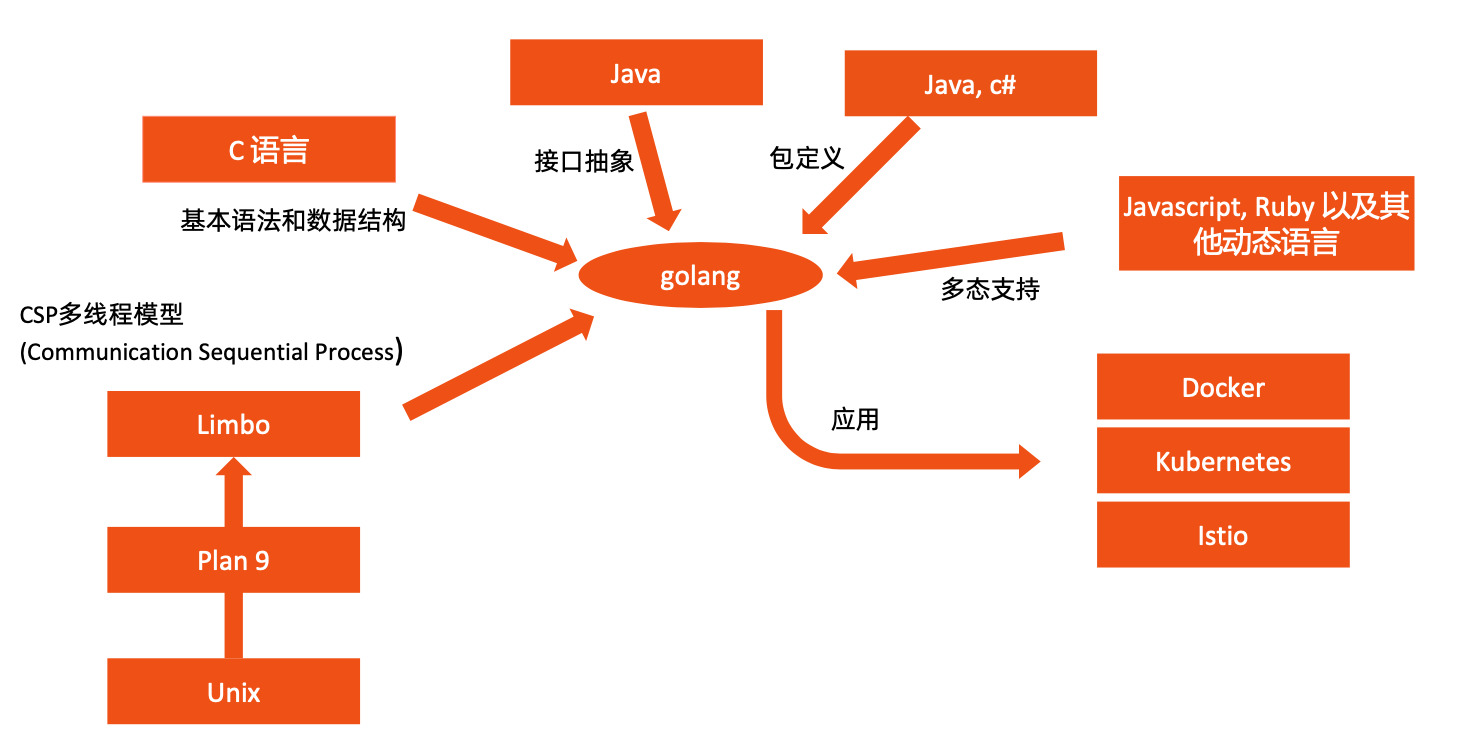 Java
Java, c#
C 语言
接口抽象
包定义
基本语法和数据结构
Javascript, Ruby 以及其
他动态语言
golang
多态支持
CSP多线程模型
(Communication Sequential Process)
Limbo
应用
Docker
Kubernetes
Istio
Plan 9
Unix